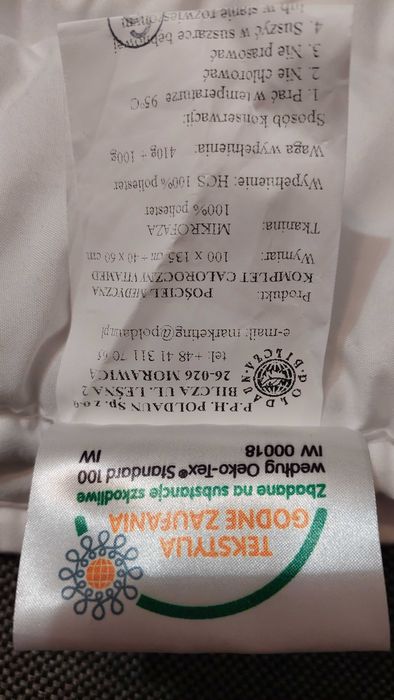 TEKSTYLIA
GODNE ZAUFANIA
Zbadane na substancje szkodliwe
według Oeko-Tex® Standard 100
IW 00018 IW
POLDAUN BILCZA
P.P.H. POLDAUN Sp. z o.o.
BILCZA UL. LEŚNA 2
26-026 MORAWICA
tel: +48 41 311 70
e-mail: marketing@poldaun.pl
Produkt: POŚCIEL MEDYCZNA
KOMPLET CAŁOROCZNY VITAMED
Wymiar: 100 x 135 cm + 40 x 60 cm
Tkanina: MIKROFAZA
100% poliester
Wypełnienie: HCS 100% poliester
Waga wypełnienia: 410g + 100g
Sposób konserwacji:
1. Prać w temperaturze 95°C
2. Nie chlorować
3. Nie prasować
4. Suszyć w suszarce bębnowej
lub w stanie